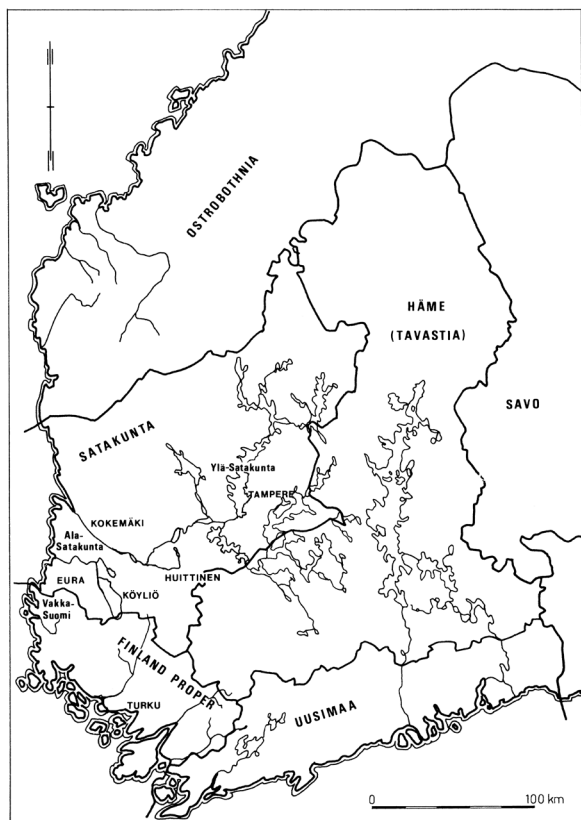 OSTROBOTHNIA
HÄME
(TAVASTIA)
SAVO
SATAKUNTA
Ylä-Satakunta
TAMPERE
KOKEMÄKI
Ala-
Satakunta
HUITTINEN
EURA
KÖYLIÖ
Vakka-
Suomi
FINLAND PROPER
TURKU
UUSIMAA
0 100 km